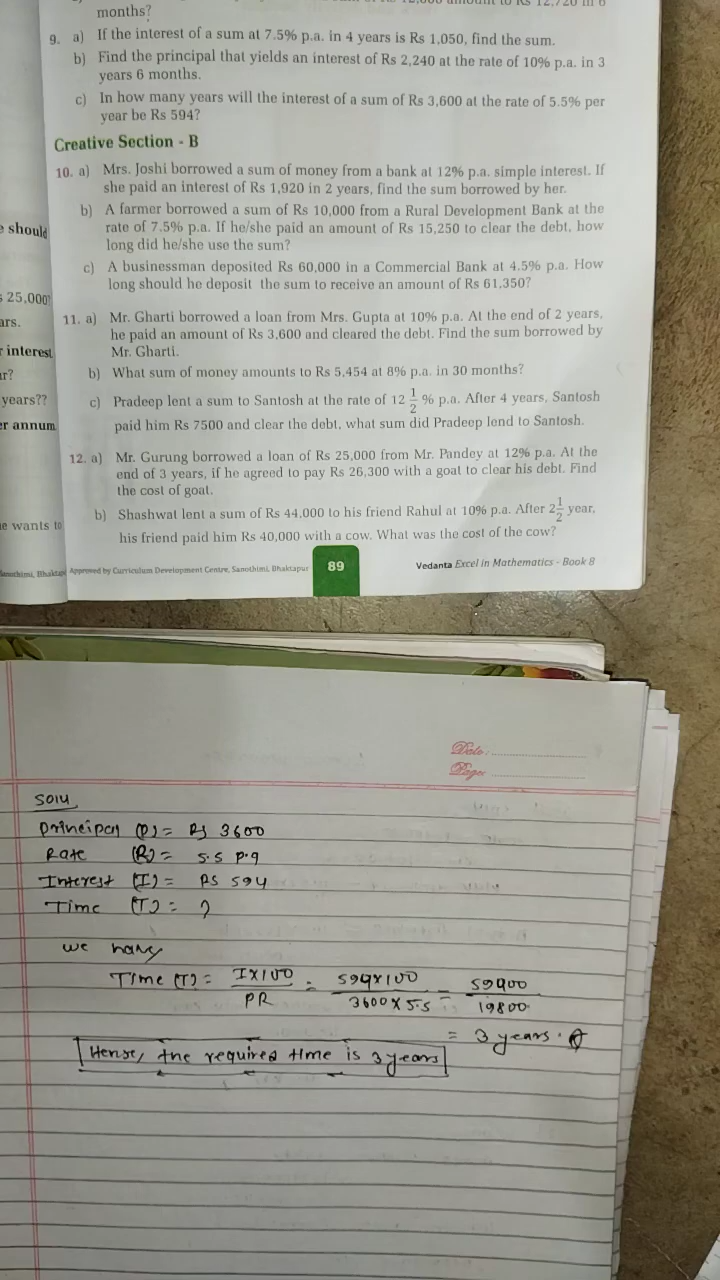 months?
9. a) If the interest of a sum at 7.5% p.a. in 4 years is Rs 1,050, find the sum.
b) Find the principal that yields an interest of Rs 2,240 at the rate of 10% p.a. in 3
years 6 months.
c) In how many years will the interest of a sum of Rs 3,600 at the rate of 5.5% per
year be Rs 594?
Creative Section - B
10. a) Mrs. Joshi borrowed a sum of money from a bank at 12% p.a. simple interest. If
she paid an interest of Rs 1,920 in 2 years, find the sum borrowed by her.
b) A farmer borrowed a sum of Rs 10,000 from a Rural Development Bank at the
rate of 7.5% p.a. If he/she paid an amount of Rs 15,250 to clear the debt, how
long did he/she use the sum?
c) A businessman deposited Rs 60,000 in a Commercial Bank at 4.5% p.a. How
long should he deposit the sum to receive an amount of Rs 61,350?
11. a) Mr. Gharti borrowed a loan from Mrs. Gupta at 10% p.a. At the end of 2 years,
he paid an amount of Rs 3,600 and cleared the debt. Find the sum borrowed by
Mr. Gharti.
b) What sum of money amounts to Rs 5,454 at 8% p.a. in 30 months?
c) Pradeep lent a sum to Santosh at the rate of 12 1/2 % p.a. After 4 years, Santosh
paid him Rs 7500 and clear the debt, what sum did Pradeep lend to Santosh.
12. a) Mr. Gurung borrowed a loan of Rs 25,000 from Mr. Pandey at 12% p.a. At the
end of 3 years, if he agreed to pay Rs 26,300 with a goat to clear his debt. Find
the cost of goat.
b) Shashwat lent a sum of Rs 44,000 to his friend Rahul at 10% p.a. After 2 1/2 year,
his friend paid him Rs 40,000 with a cow. What was the cost of the cow?
Approved by Curriculum Development Centre, Sanothimi, Bhaktapur 89 Vedanta Excel in Mathematics - Book 8
should
25,000
ars.
interest
ar?
years??
er annum
wants to
Date:
Page:
Soln
Principal (P) = Rs 3600
Rate (R) = 5.5 p.a
Interest (I) = RS 594
Time (T) = ?
we have
Time (T) = I×100 / PR = 594×100 / 3600×5.5 = 59400 / 19800
= 3 years.
Hense, the required time is 3 years